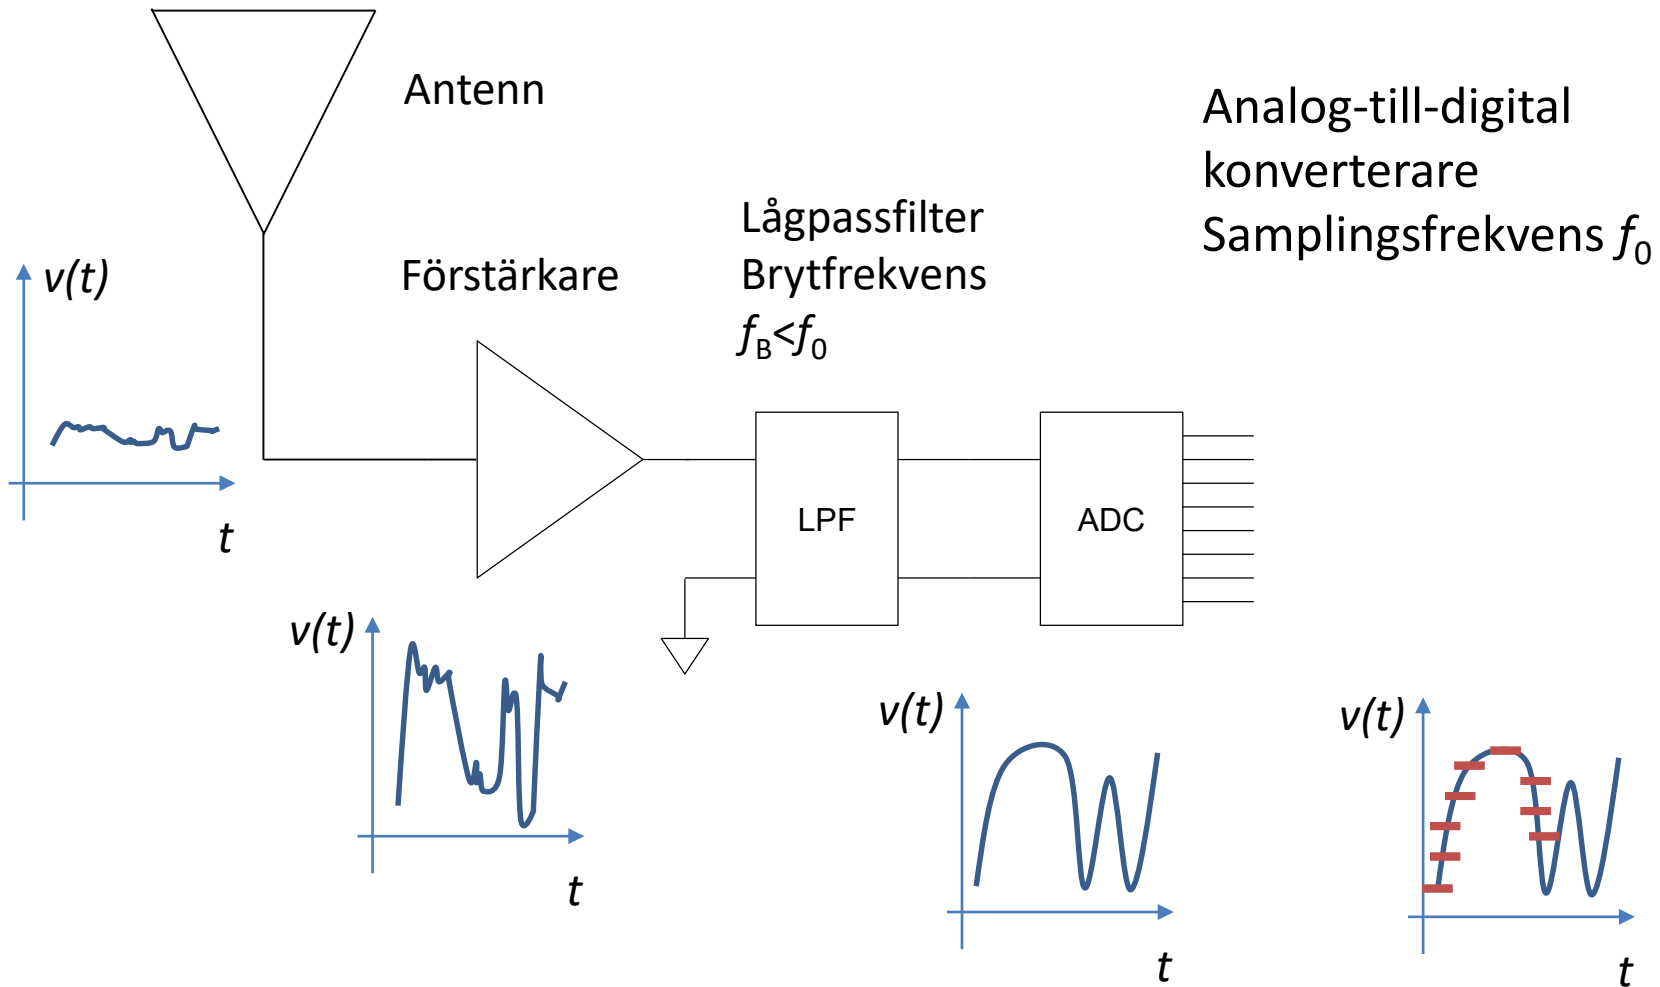 Antenn
Analog-till-digital
konverterare
Samplingsfrekvens f0
Lågpassfilter
Brytfrekvens
fB<f0
Förstärkare
v(t)
t
LPF
ADC
v(t)
t
v(t)
t
v(t)
t